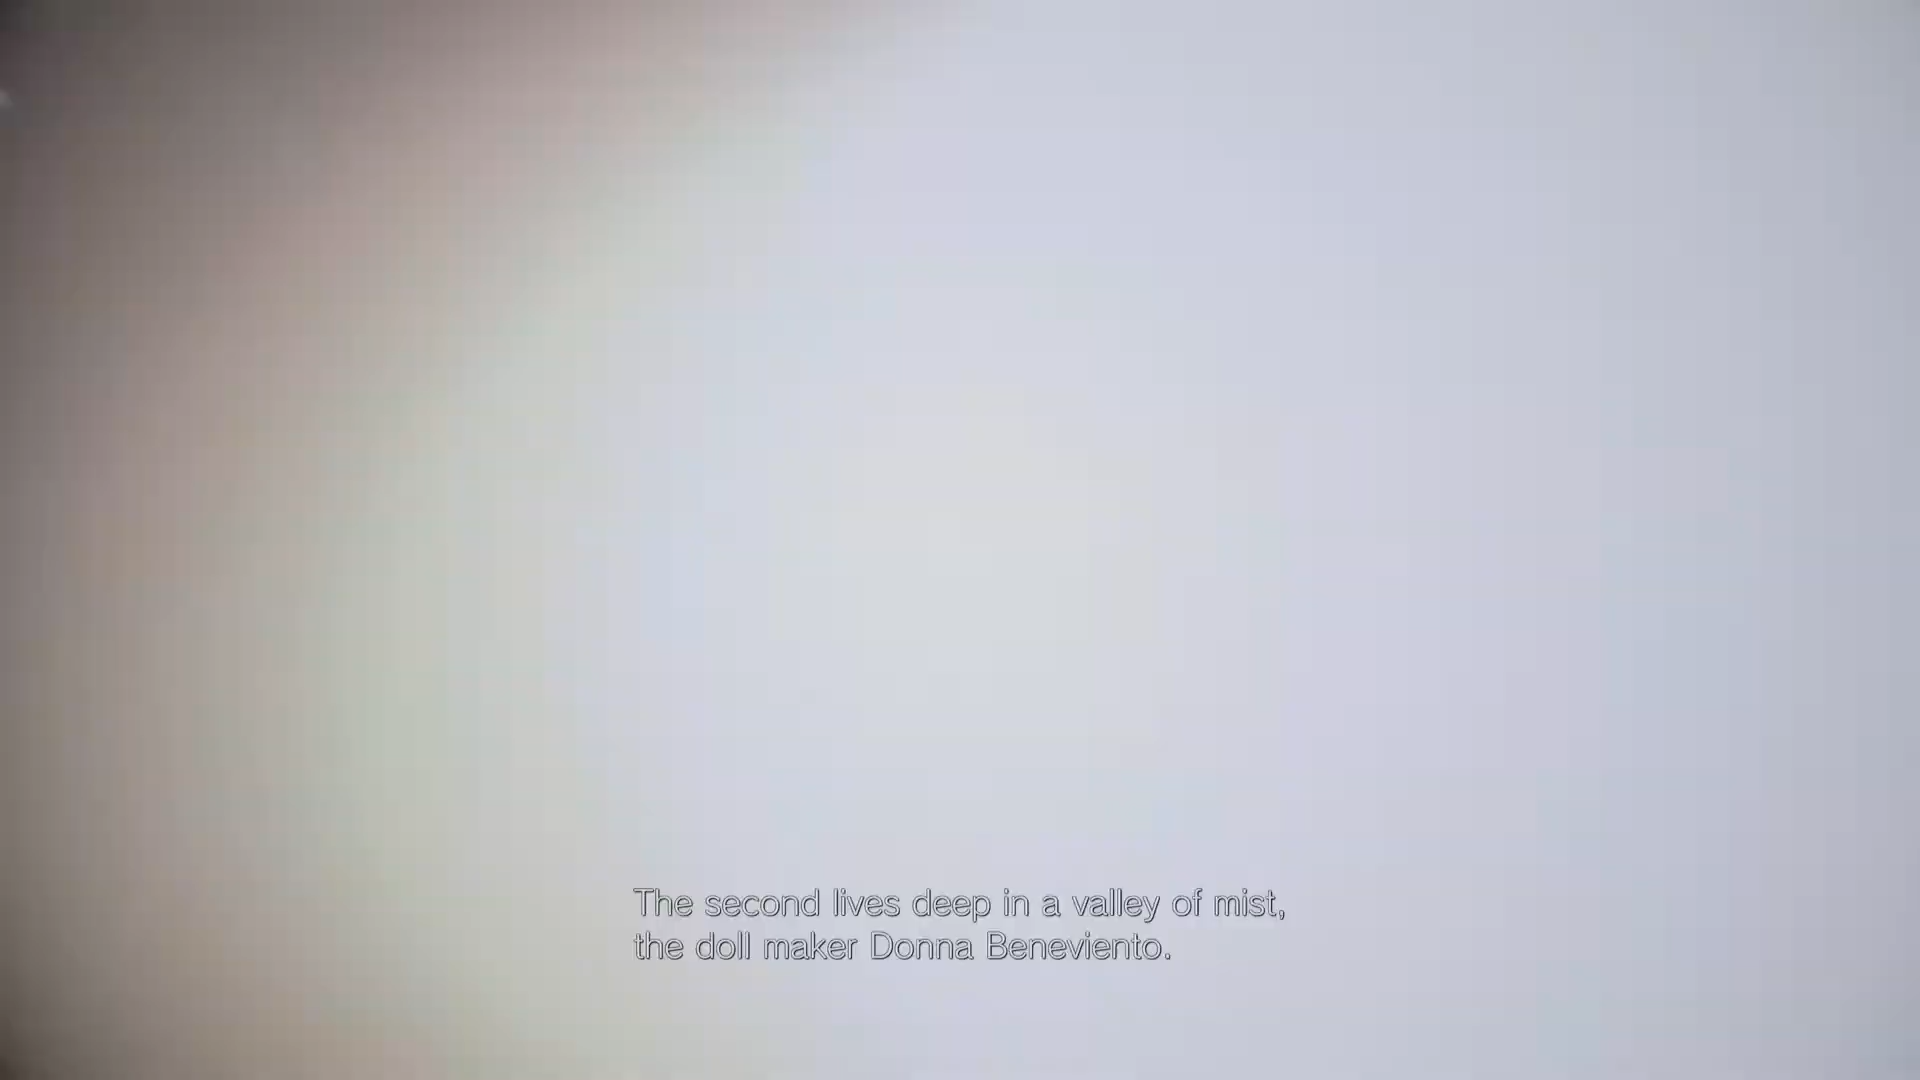 The second lives deep in a valley of mist,
the doll maker Donna Beneviento.